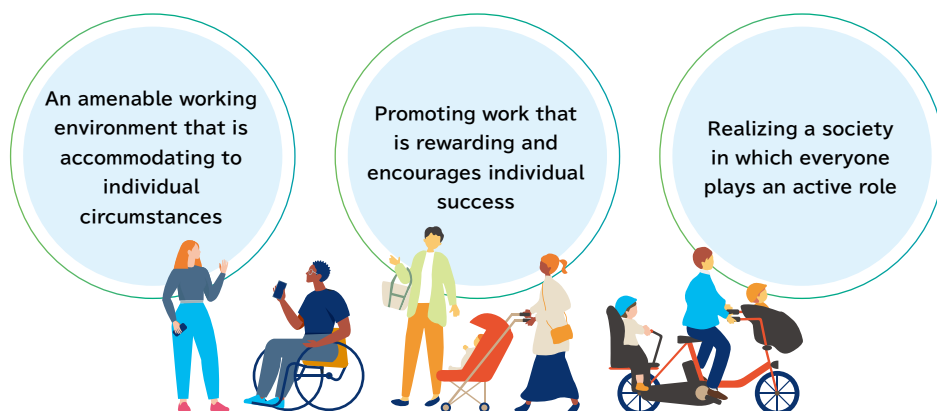 An amenable working
environment that is
accommodating to
individual
circumstances
Promoting work that
is rewarding and
encourages individual
success
Realizing a society
in which everyone
plays an active role